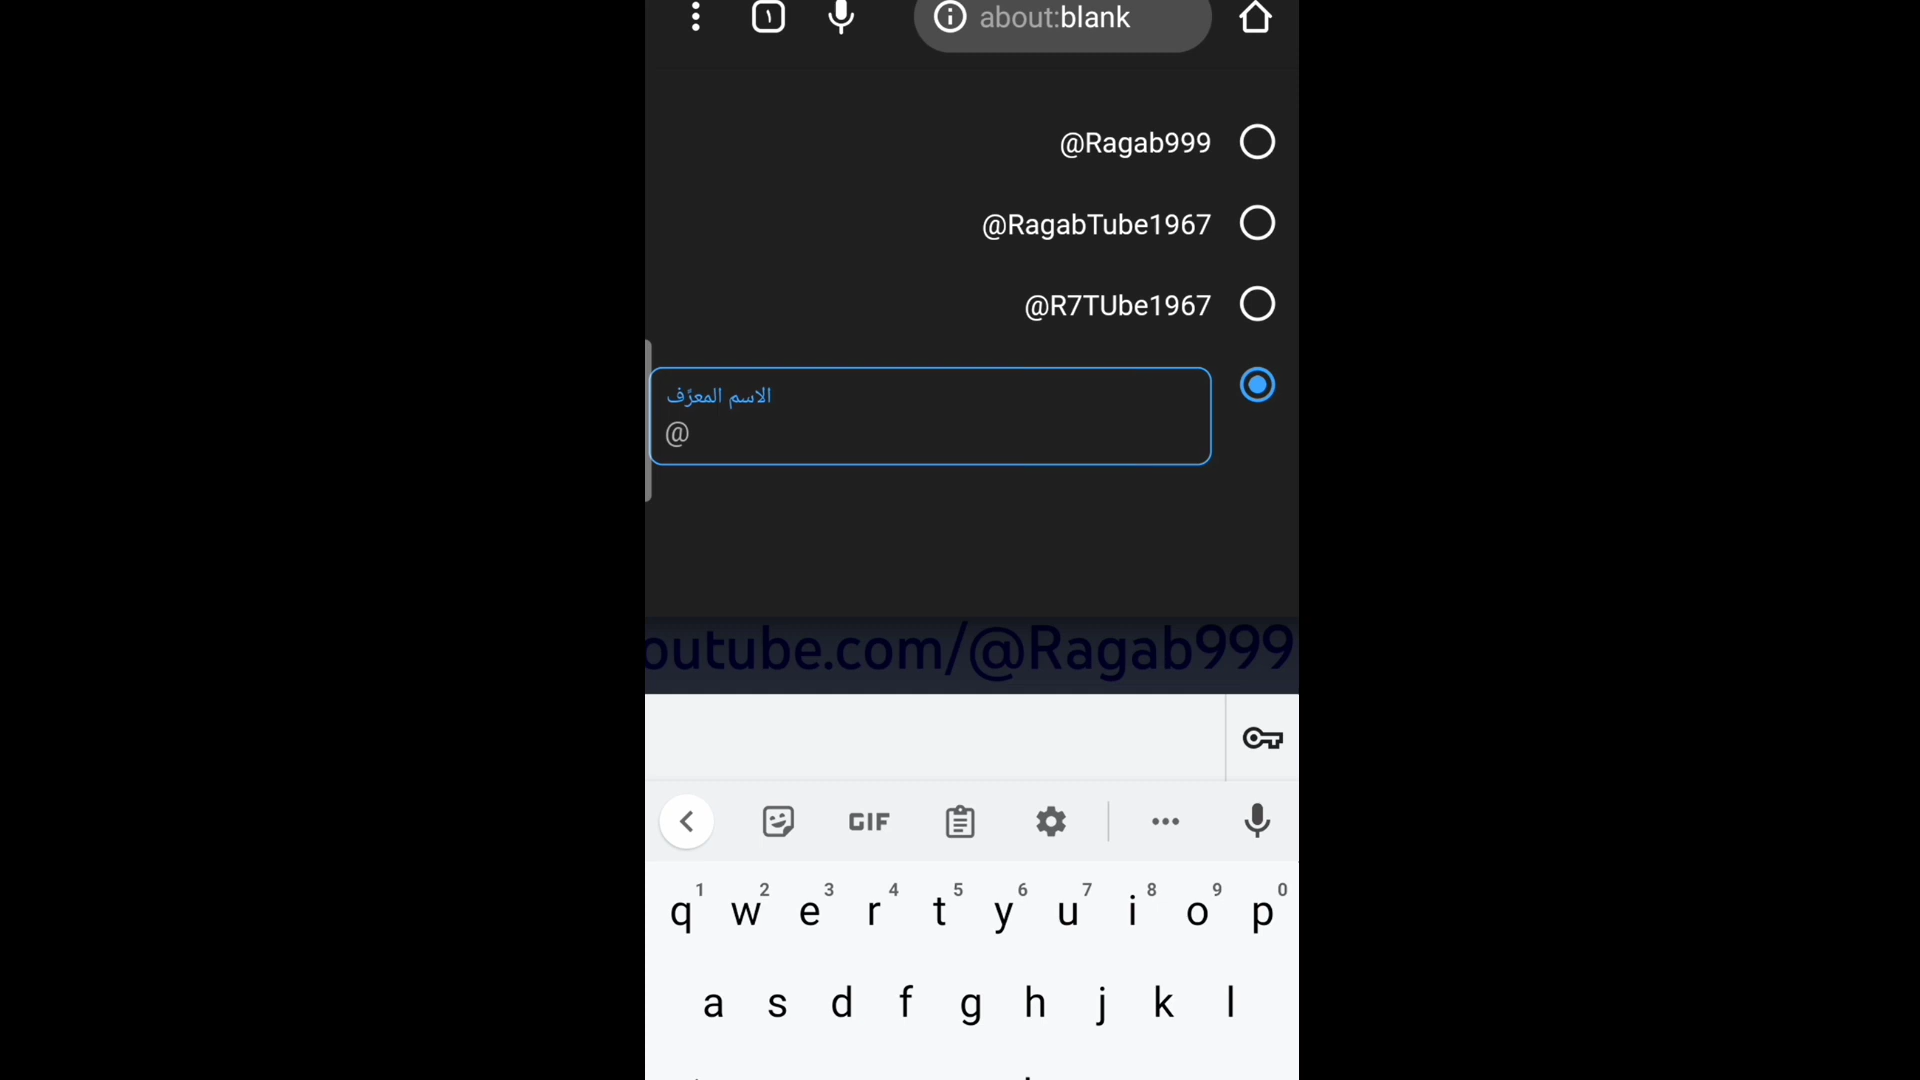 ١ about:blank
@Ragab999
@RagabTube1967
@R7TUbe1967
الاسم المعرَّف
@
outube.com/@Ragab999
GIF
1 2 3 4 5 6 7 8 9 0
q w e r t y u i o p
a s d f g h j k l